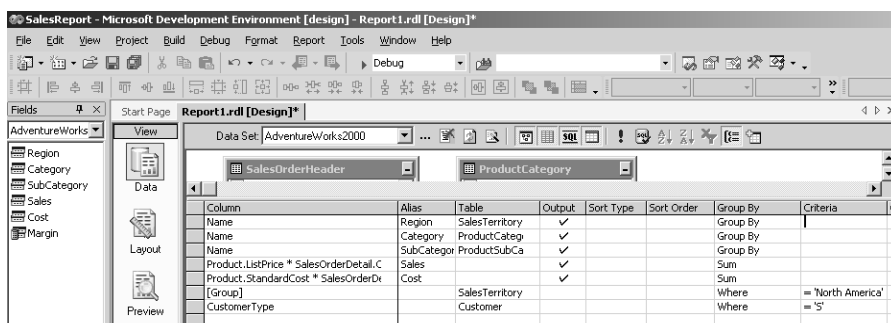 SalesReport - Microsoft Development Environment [design] - Report1.rdl [Design]*
File Edit View Project Build Debug Format Report Tools Window Help
Debug
Fields
Start Page Report1.rdl [Design]*
AdventureWorks
View
Data Set: AdventureWorks2000 ... SQL
Region
Category
SubCategory
Sales
Cost
Margin
Data
Layout
Preview
SalesOrderHeader ProductCategory
Column Alias Table Output Sort Type Sort Order Group By Criteria
Name Region SalesTerritory Group By
Name Category ProductCateg Group By
Name SubCategor ProductSubCa Group By
Product.ListPrice * SalesOrderDetail.C Sales Sum
Product.StandardCost * SalesOrderDe Cost Sum
[Group] SalesTerritory Where = 'North America'
CustomerType Customer Where = 'S'